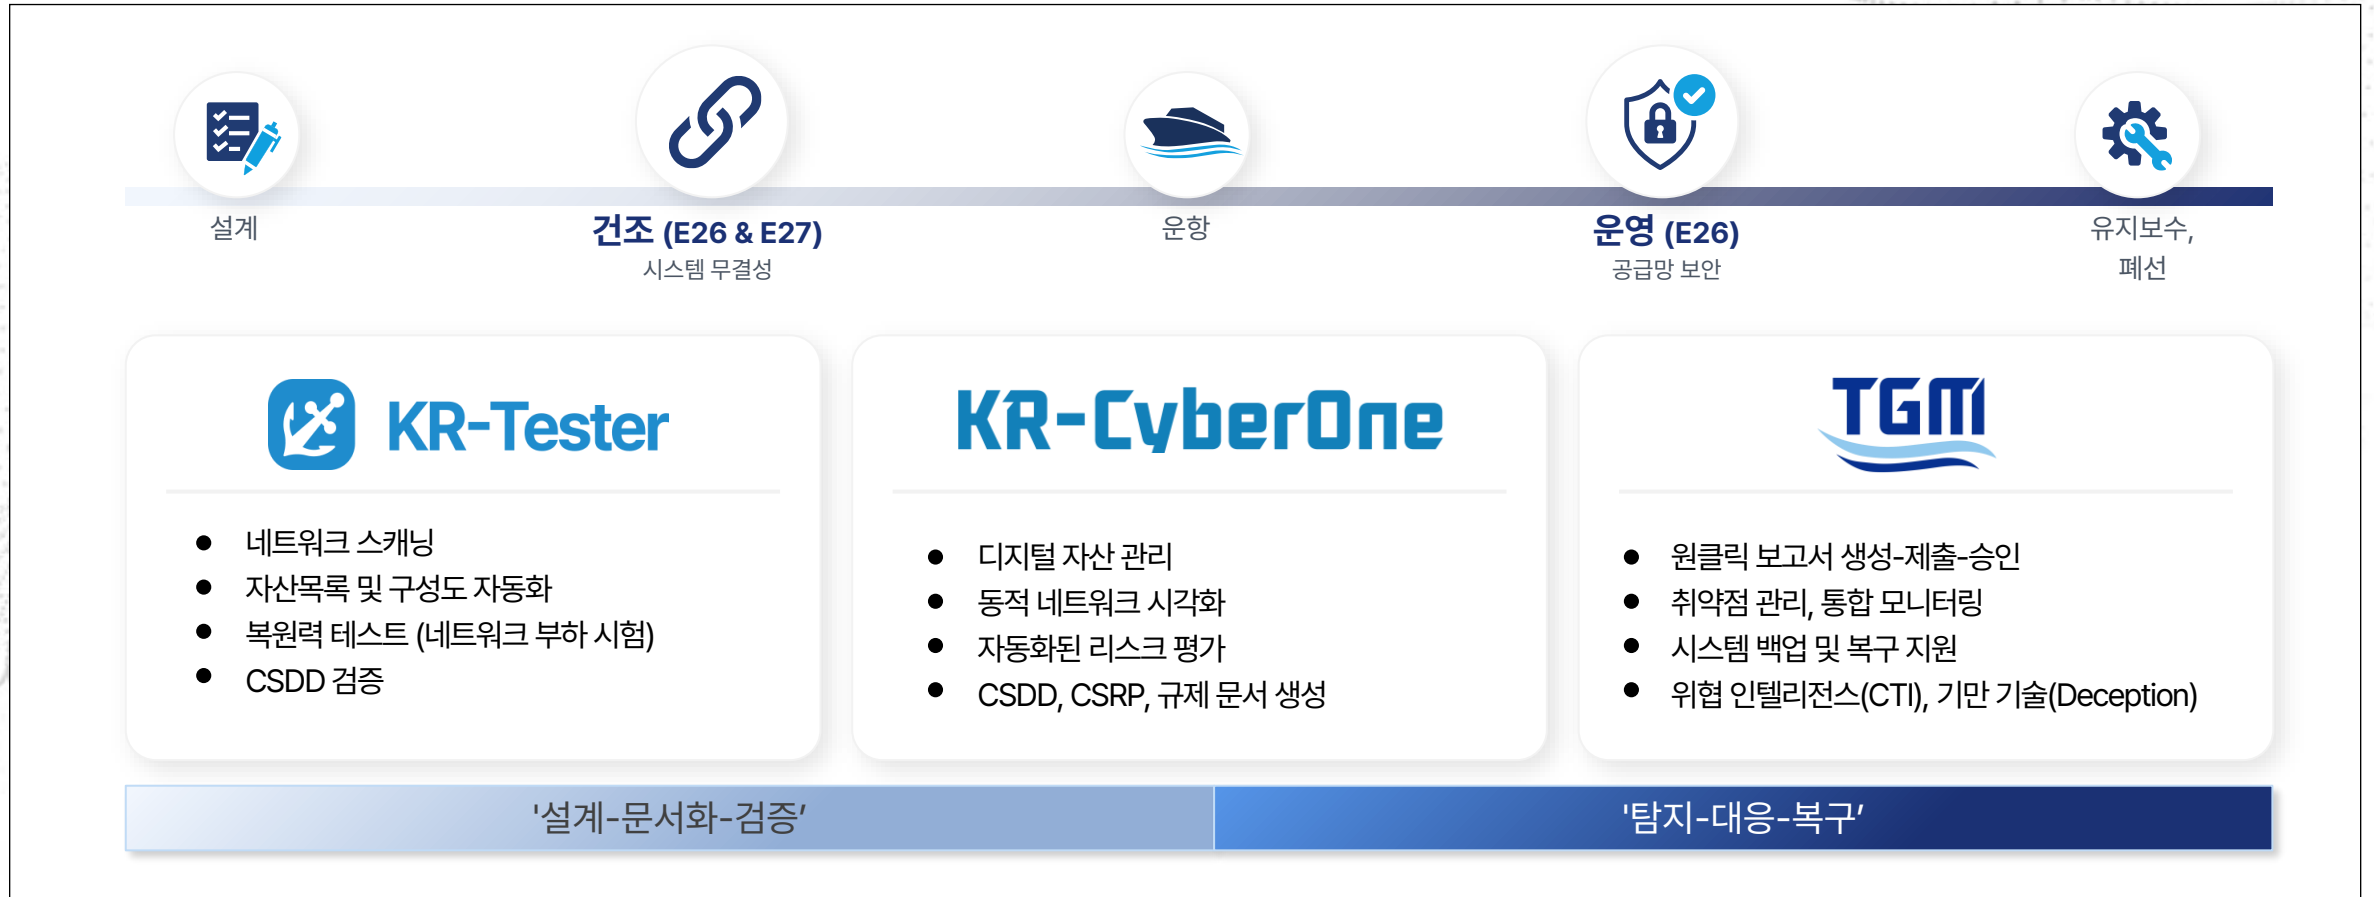 설계
건조 (E26 & E27)
시스템 무결성
운항
운영 (E26)
공급망 보안
유지보수,
폐선
KR-Tester
네트워크 스캐닝
자산목록 및 구성도 자동화
복원력 테스트 (네트워크 부하 시험)
CSDD 검증
KR-CyberOne
디지털 자산 관리
동적 네트워크 시각화
자동화된 리스크 평가
CSDD, CSRP, 규제 문서 생성
TGM
원클릭 보고서 생성-제출-승인
취약점 관리, 통합 모니터링
시스템 백업 및 복구 지원
위협 인텔리전스(CTI), 기만 기술(Deception)
'설계-문서화-검증’
'탐지-대응-복구’